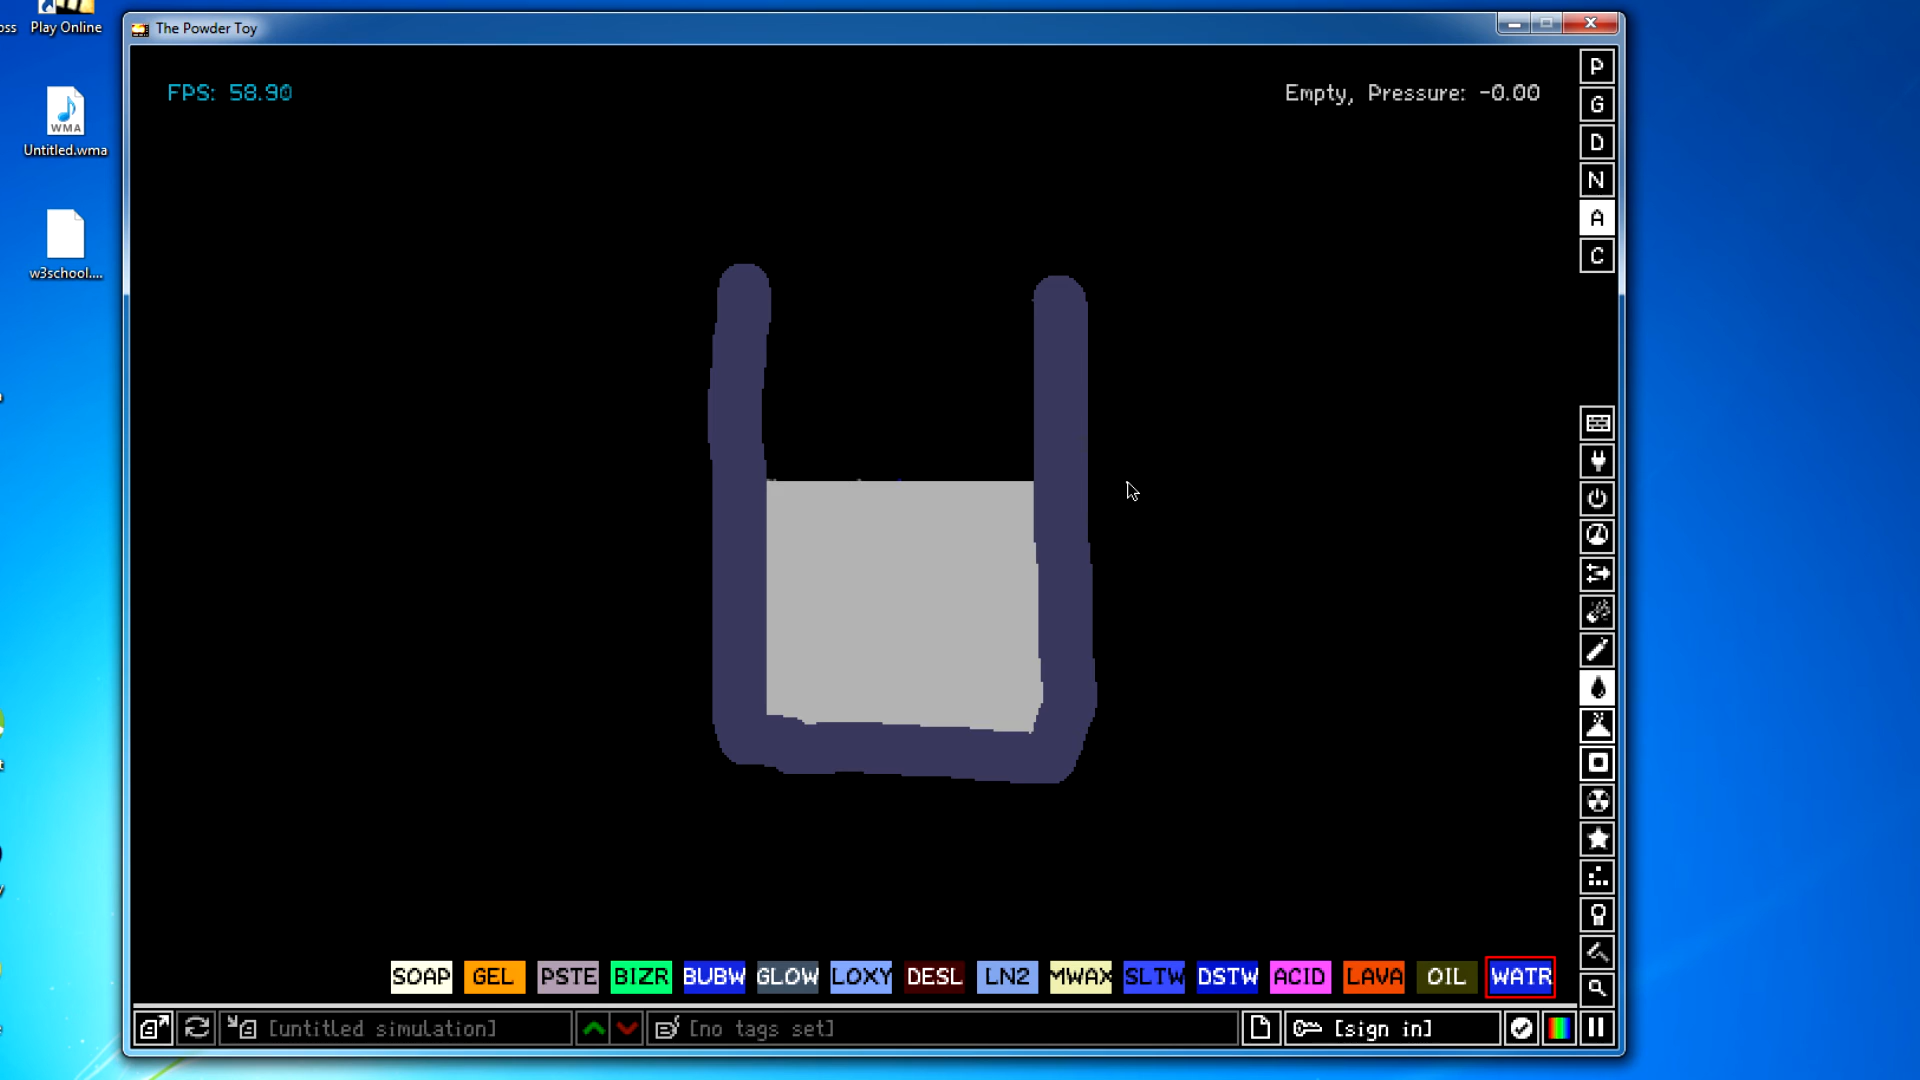 oss
Play Online
The Powder Toy
FPS: 58.90
Empty, Pressure: -0.00
P
G
D
N
A
C
WMA
Untitled.wma
w3school....
SOAP GEL PSTE BIZR BUBW GLOW LOXY DESL LN2 MWAX SLTW DSTW ACID LAVA OIL WATR
[untitled simulation] [no tags set] [sign in]